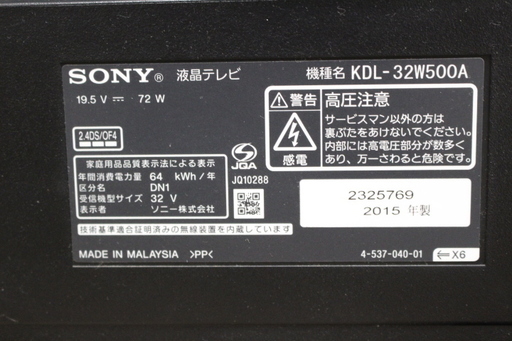 SONY® 液晶テレビ 機種名 KDL-32W500A
19.5 V ⎓ 72 W
2.4DS/OF4
家庭用品品質表示法による表示
年間消費電力量 64 kWh/年
区分名 DN1
受信機型サイズ 32 V
表示者 ソニー株式会社
技術基準適合証明済みの無線装置を内蔵しています
JQA
JQ10288
警告 高圧注意
感電
サービスマン以外の方は
裏ぶたをあけないでください。
内部には高電圧部分が数多く
あり、万一さわると危険です。
2325769
2015 年製
MADE IN MALAYSIA >PP< 4-537-040-01 X6